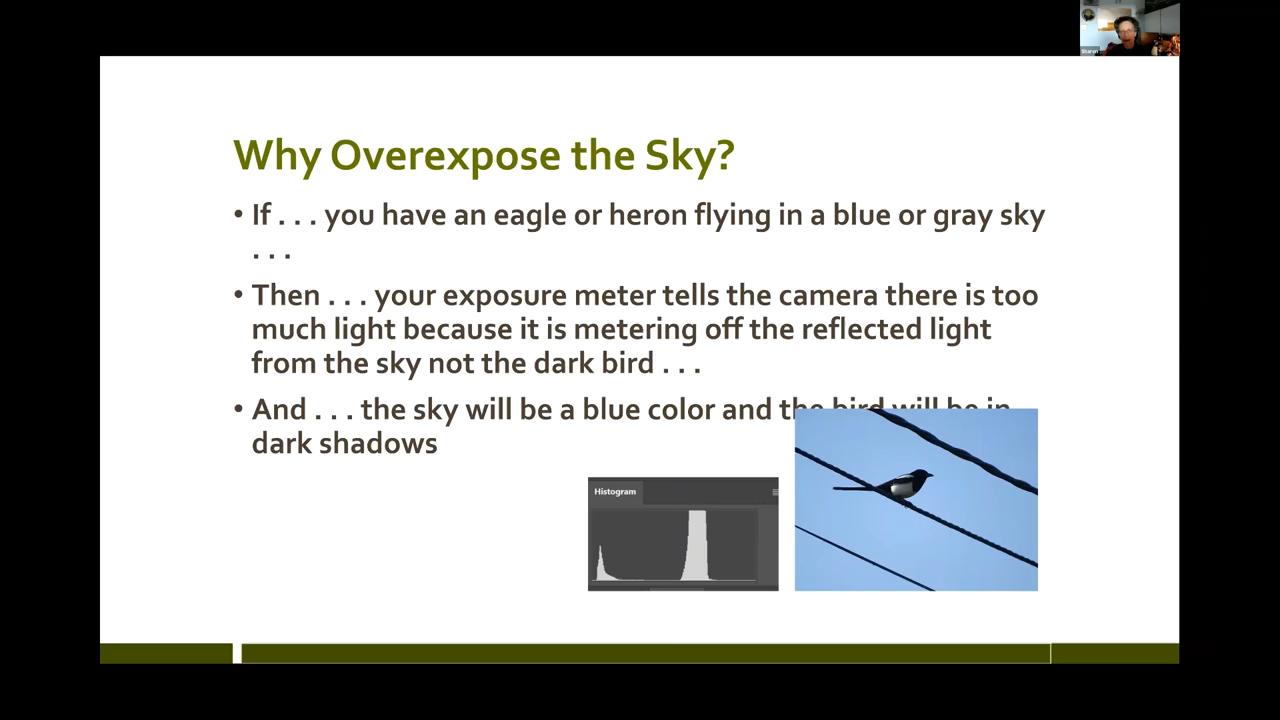 Sharon
Why Overexpose the Sky?
• If . . . you have an eagle or heron flying in a blue or gray sky
. . .
• Then . . . your exposure meter tells the camera there is too
much light because it is metering off the reflected light
from the sky not the dark bird . . .
• And . . . the sky will be a blue color and the bird will be in
dark shadows
Histogram